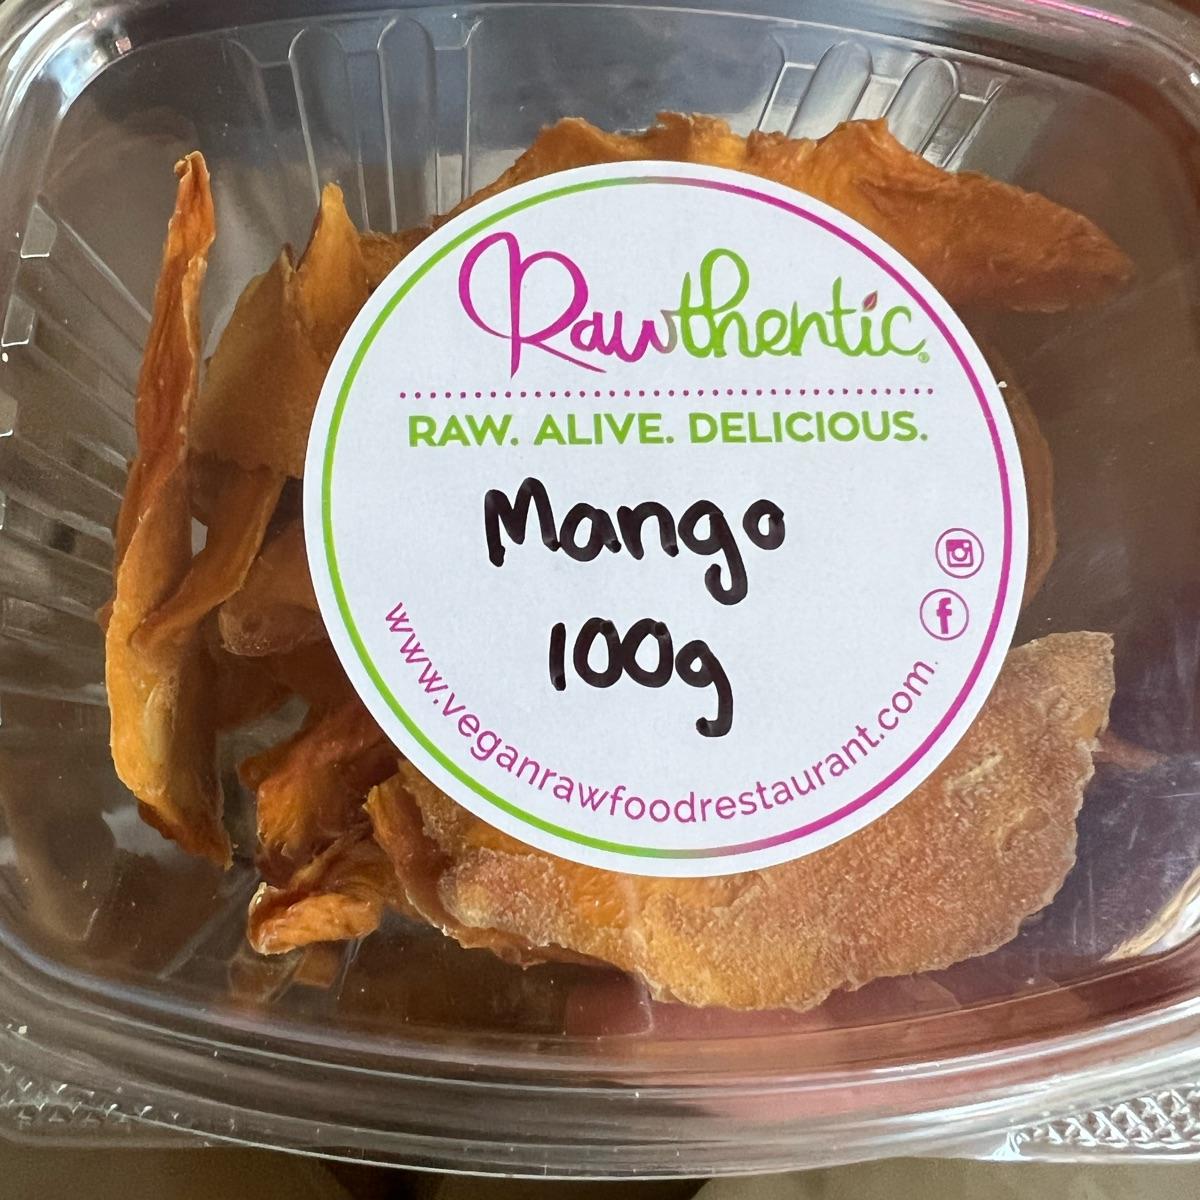 Rawthentic®
RAW. ALIVE. DELICIOUS.
Mango
100g
www.veganrawfoodrestaurant.com.